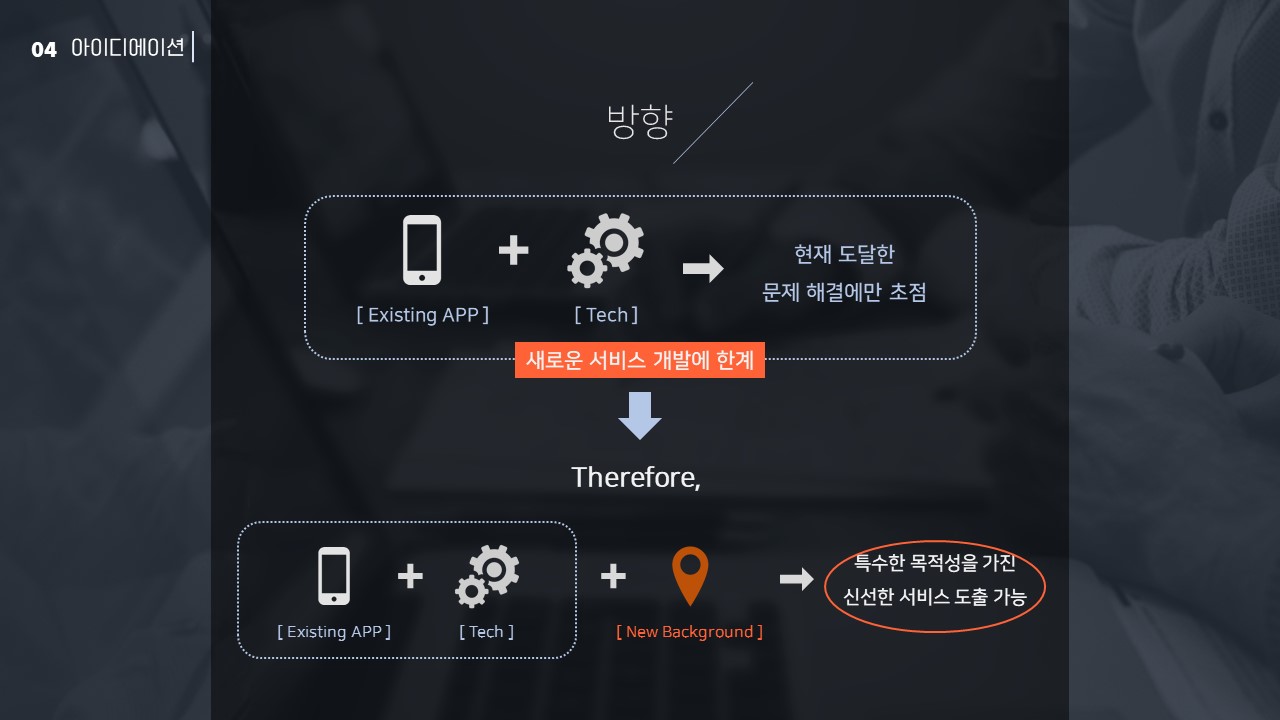 04 아이디에이션
방향
현재 도달한
문제 해결에만 초점
[ Existing APP ]
[ Tech ]
새로운 서비스 개발에 한계
Therefore,
특수한 목적성을 가진
신선한 서비스 도출 가능
[ Existing APP ]
[ Tech ]
[ New Background ]